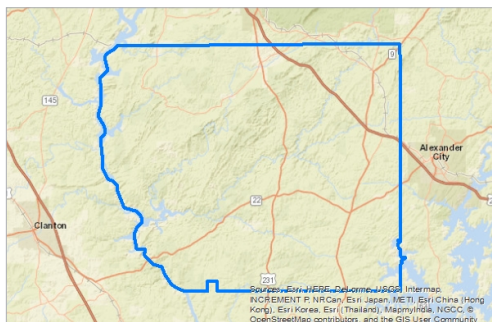 9
145
Alexander
City
22
Clanton
231
Sources: Esri, HERE, DeLorme, USGS, Intermap,
INCREMENT P, NRCan, Esri Japan, METI, Esri China (Hong
Kong), Esri Korea, Esri (Thailand), MapmyIndia, NGCC, ©
OpenStreetMap contributors, and the GIS User Community